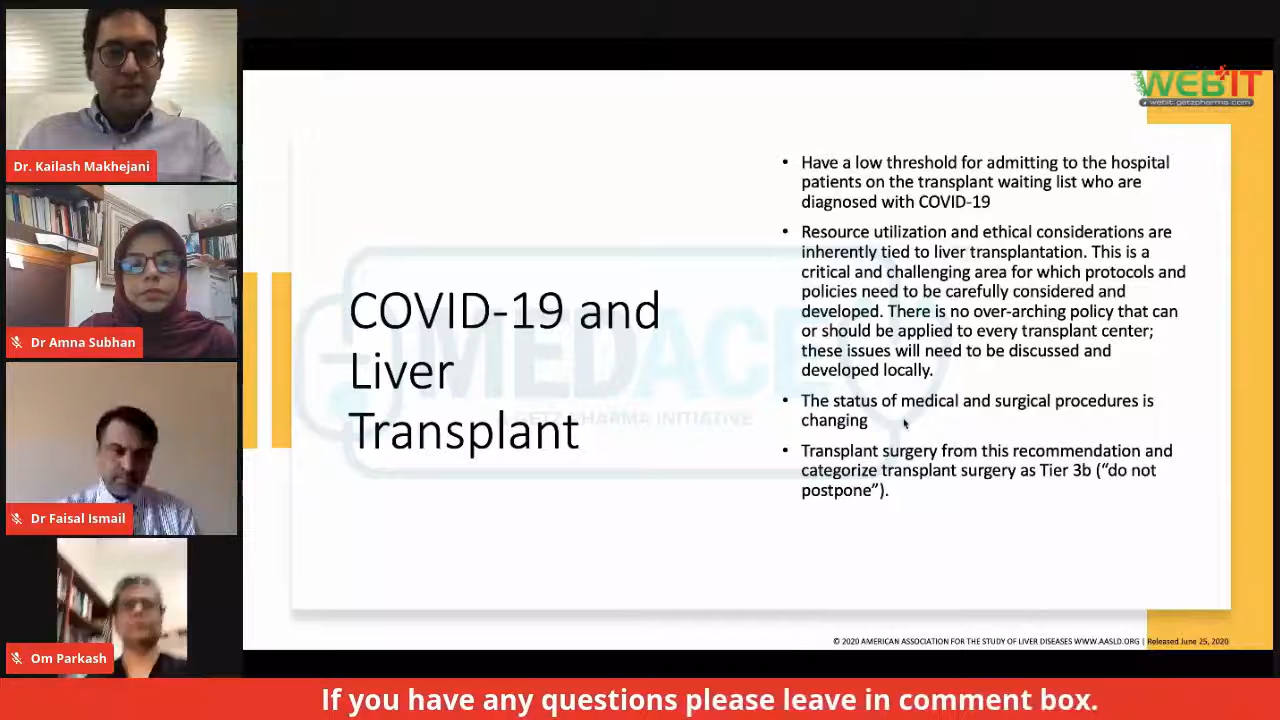 Dr. Kailash Makhejani
Dr Amna Subhan
Dr Faisal Ismail
Om Parkash
WEBIT
webit.getzpharma.com
COVID-19 and
Liver
Transplant
MEDACE
A GETZ PHARMA INITIATIVE
• Have a low threshold for admitting to the hospital
patients on the transplant waiting list who are
diagnosed with COVID-19
• Resource utilization and ethical considerations are
inherently tied to liver transplantation. This is a
critical and challenging area for which protocols and
policies need to be carefully considered and
developed. There is no over-arching policy that can
or should be applied to every transplant center;
these issues will need to be discussed and
developed locally.
• The status of medical and surgical procedures is
changing
• Transplant surgery from this recommendation and
categorize transplant surgery as Tier 3b (“do not
postpone”).
© 2020 AMERICAN ASSOCIATION FOR THE STUDY OF LIVER DISEASES WWW.AASLD.ORG | Released June 25, 2020
If you have any questions please leave in comment box.